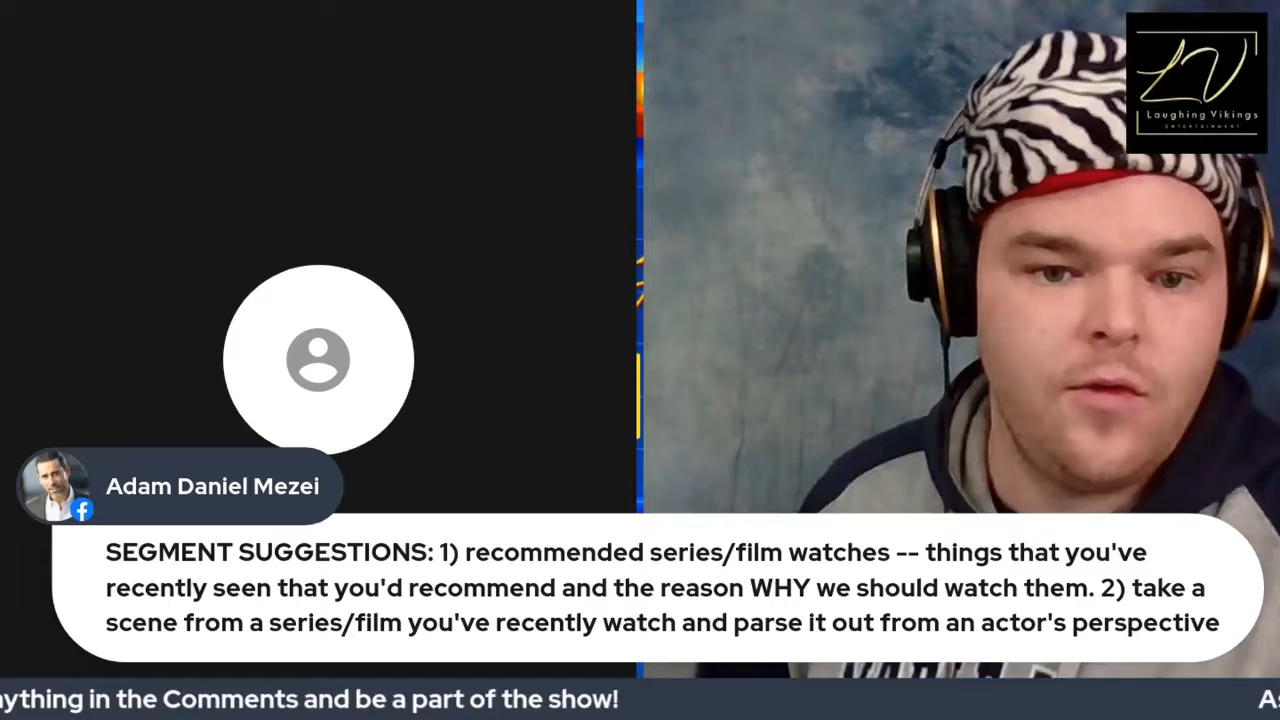 LV
Laughing Vikings
ENTERTAINMENT
Adam Daniel Mezei
SEGMENT SUGGESTIONS: 1) recommended series/film watches -- things that you've
recently seen that you'd recommend and the reason WHY we should watch them. 2) take a
scene from a series/film you've recently watch and parse it out from an actor's perspective
nything in the Comments and be a part of the show!
As